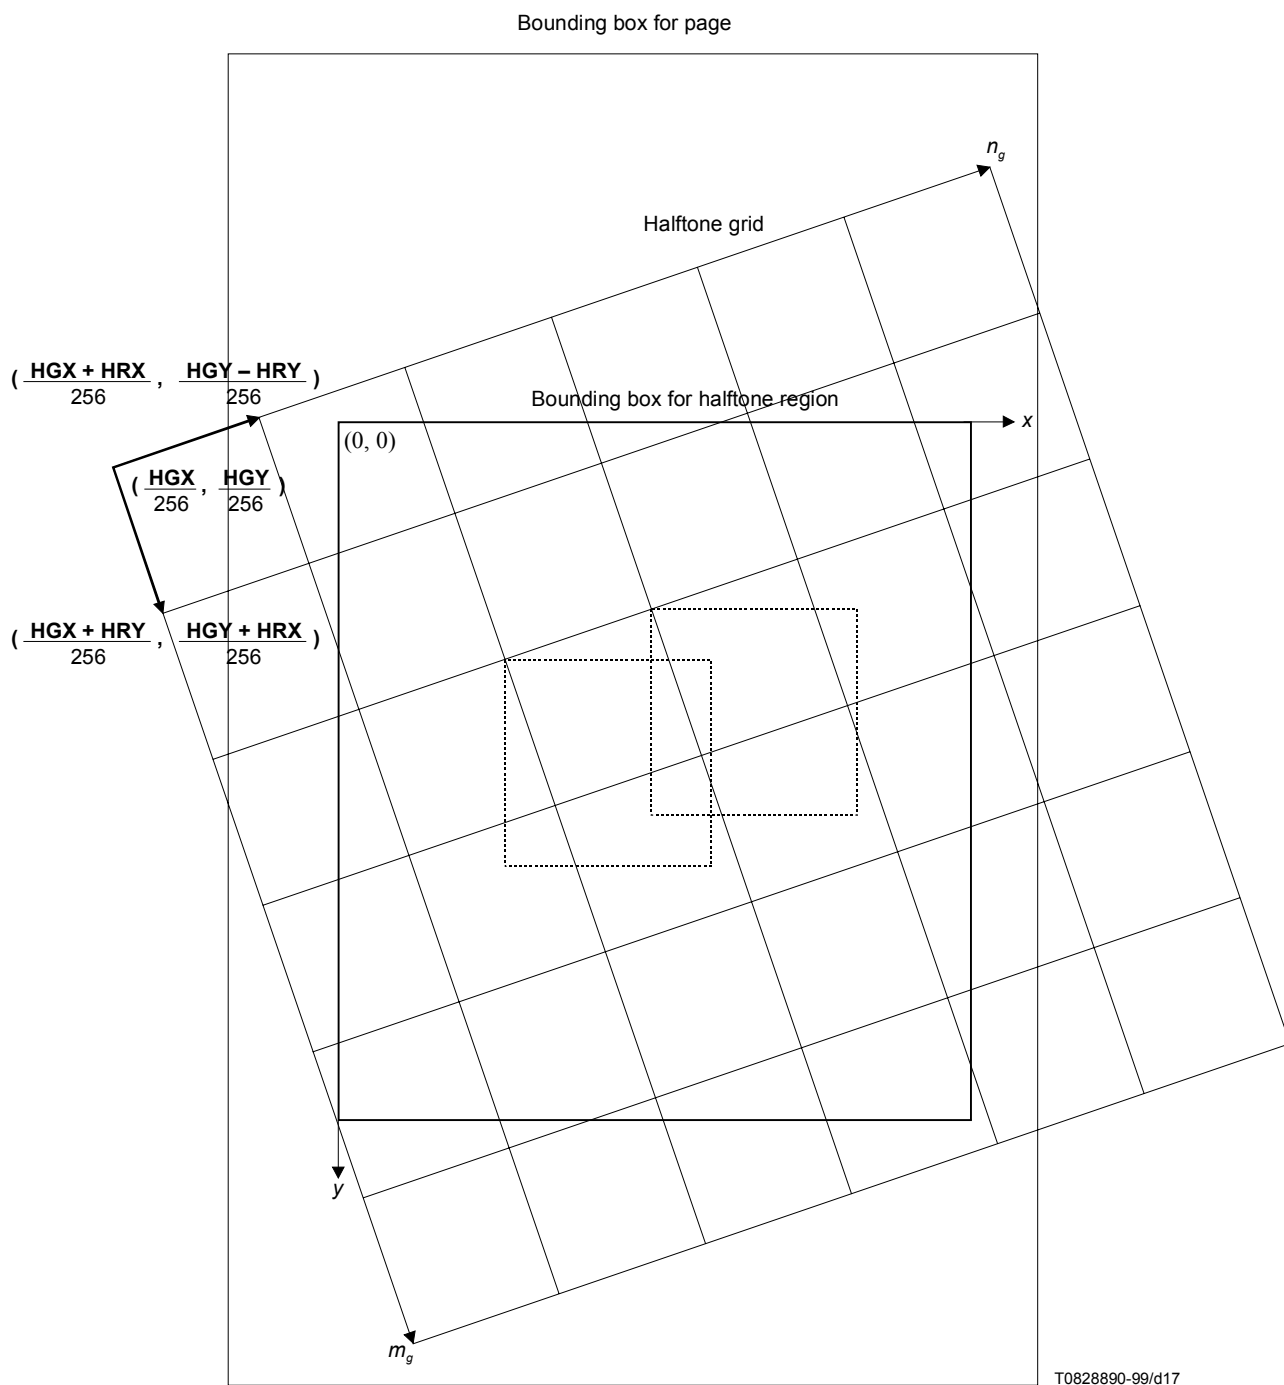 Bounding box for page
n_g
Halftone grid
( HGX + HRX / 256 , HGY – HRY / 256 )
Bounding box for halftone region
x
(0, 0)
( HGX / 256 , HGY / 256 )
( HGX + HRY / 256 , HGY + HRX / 256 )
y
m_g
T0828890-99/d17